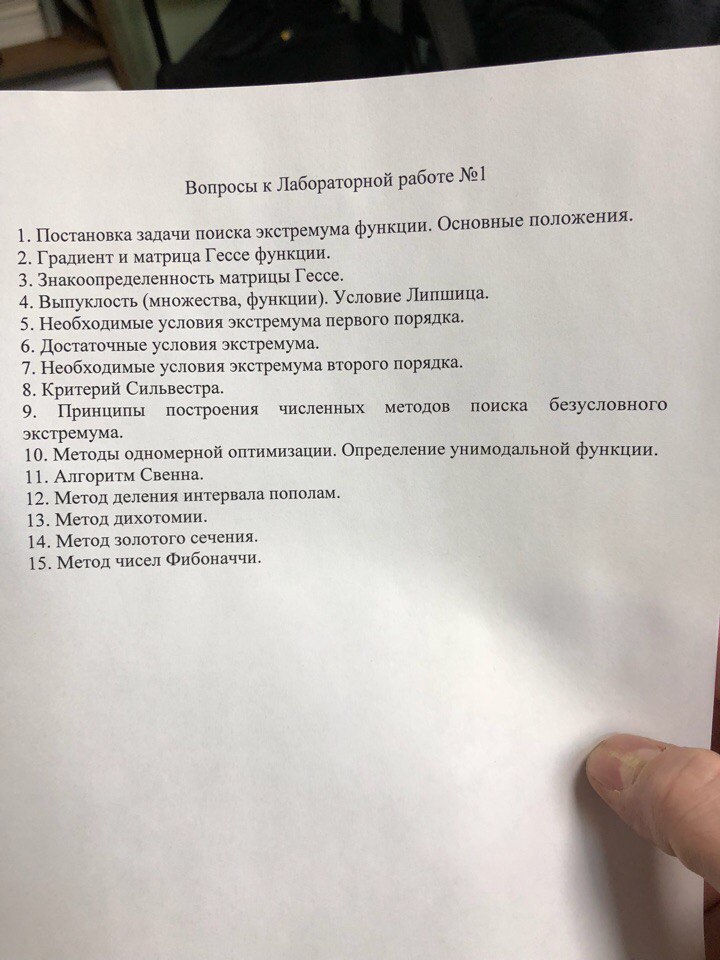 Вопросы к Лабораторной работе №1
1. Постановка задачи поиска экстремума функции. Основные положения.
2. Градиент и матрица Гессе функции.
3. Знакоопределенность матрицы Гессе.
4. Выпуклость (множества, функции). Условие Липшица.
5. Необходимые условия экстремума первого порядка.
6. Достаточные условия экстремума.
7. Необходимые условия экстремума второго порядка.
8. Критерий Сильвестра.
9. Принципы построения численных методов поиска безусловного
экстремума.
10. Методы одномерной оптимизации. Определение унимодальной функции.
11. Алгоритм Свенна.
12. Метод деления интервала пополам.
13. Метод дихотомии.
14. Метод золотого сечения.
15. Метод чисел Фибоначчи.